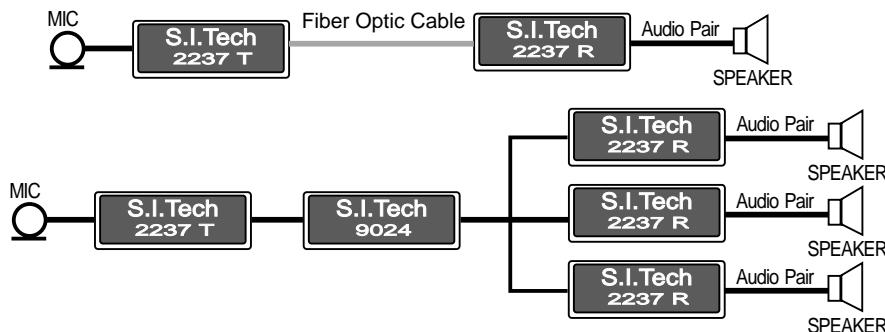 MIC
S.I.Tech
2237 T
Fiber Optic Cable
S.I.Tech
2237 R
Audio Pair
SPEAKER
MIC
S.I.Tech
2237 T
S.I.Tech
9024
S.I.Tech
2237 R
Audio Pair
SPEAKER
S.I.Tech
2237 R
Audio Pair
SPEAKER
S.I.Tech
2237 R
Audio Pair
SPEAKER